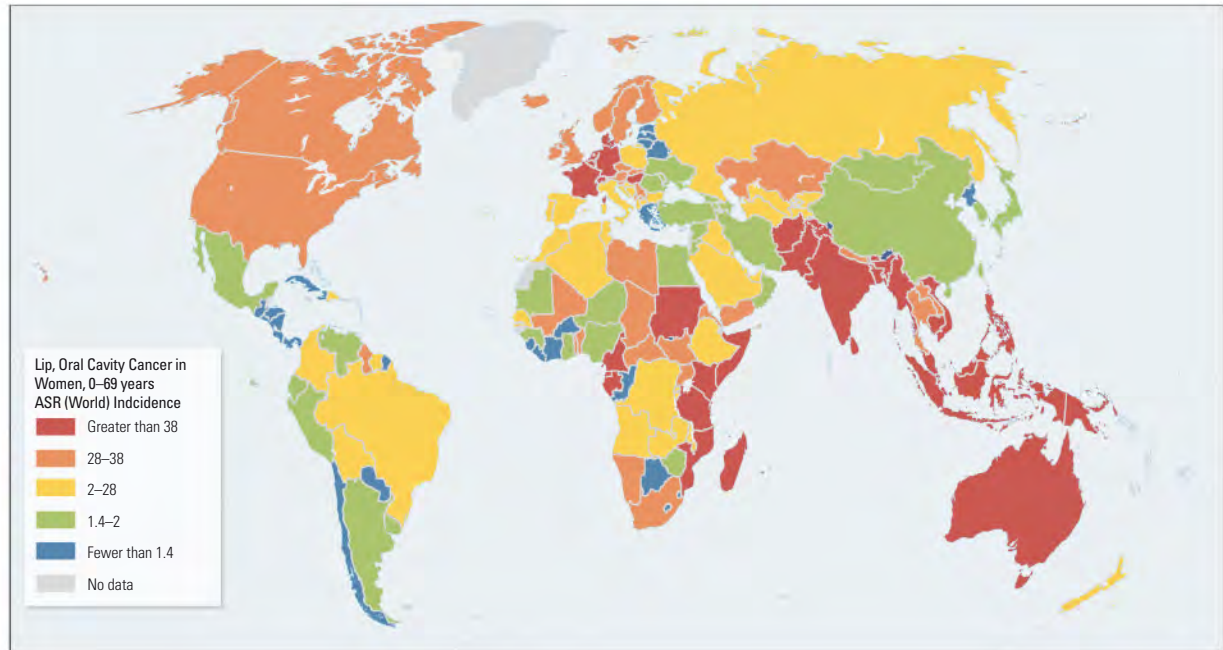 Lip, Oral Cavity Cancer in
Women, 0–69 years
ASR (World) Indcidence
Greater than 38
28–38
2–28
1.4–2
Fewer than 1.4
No data